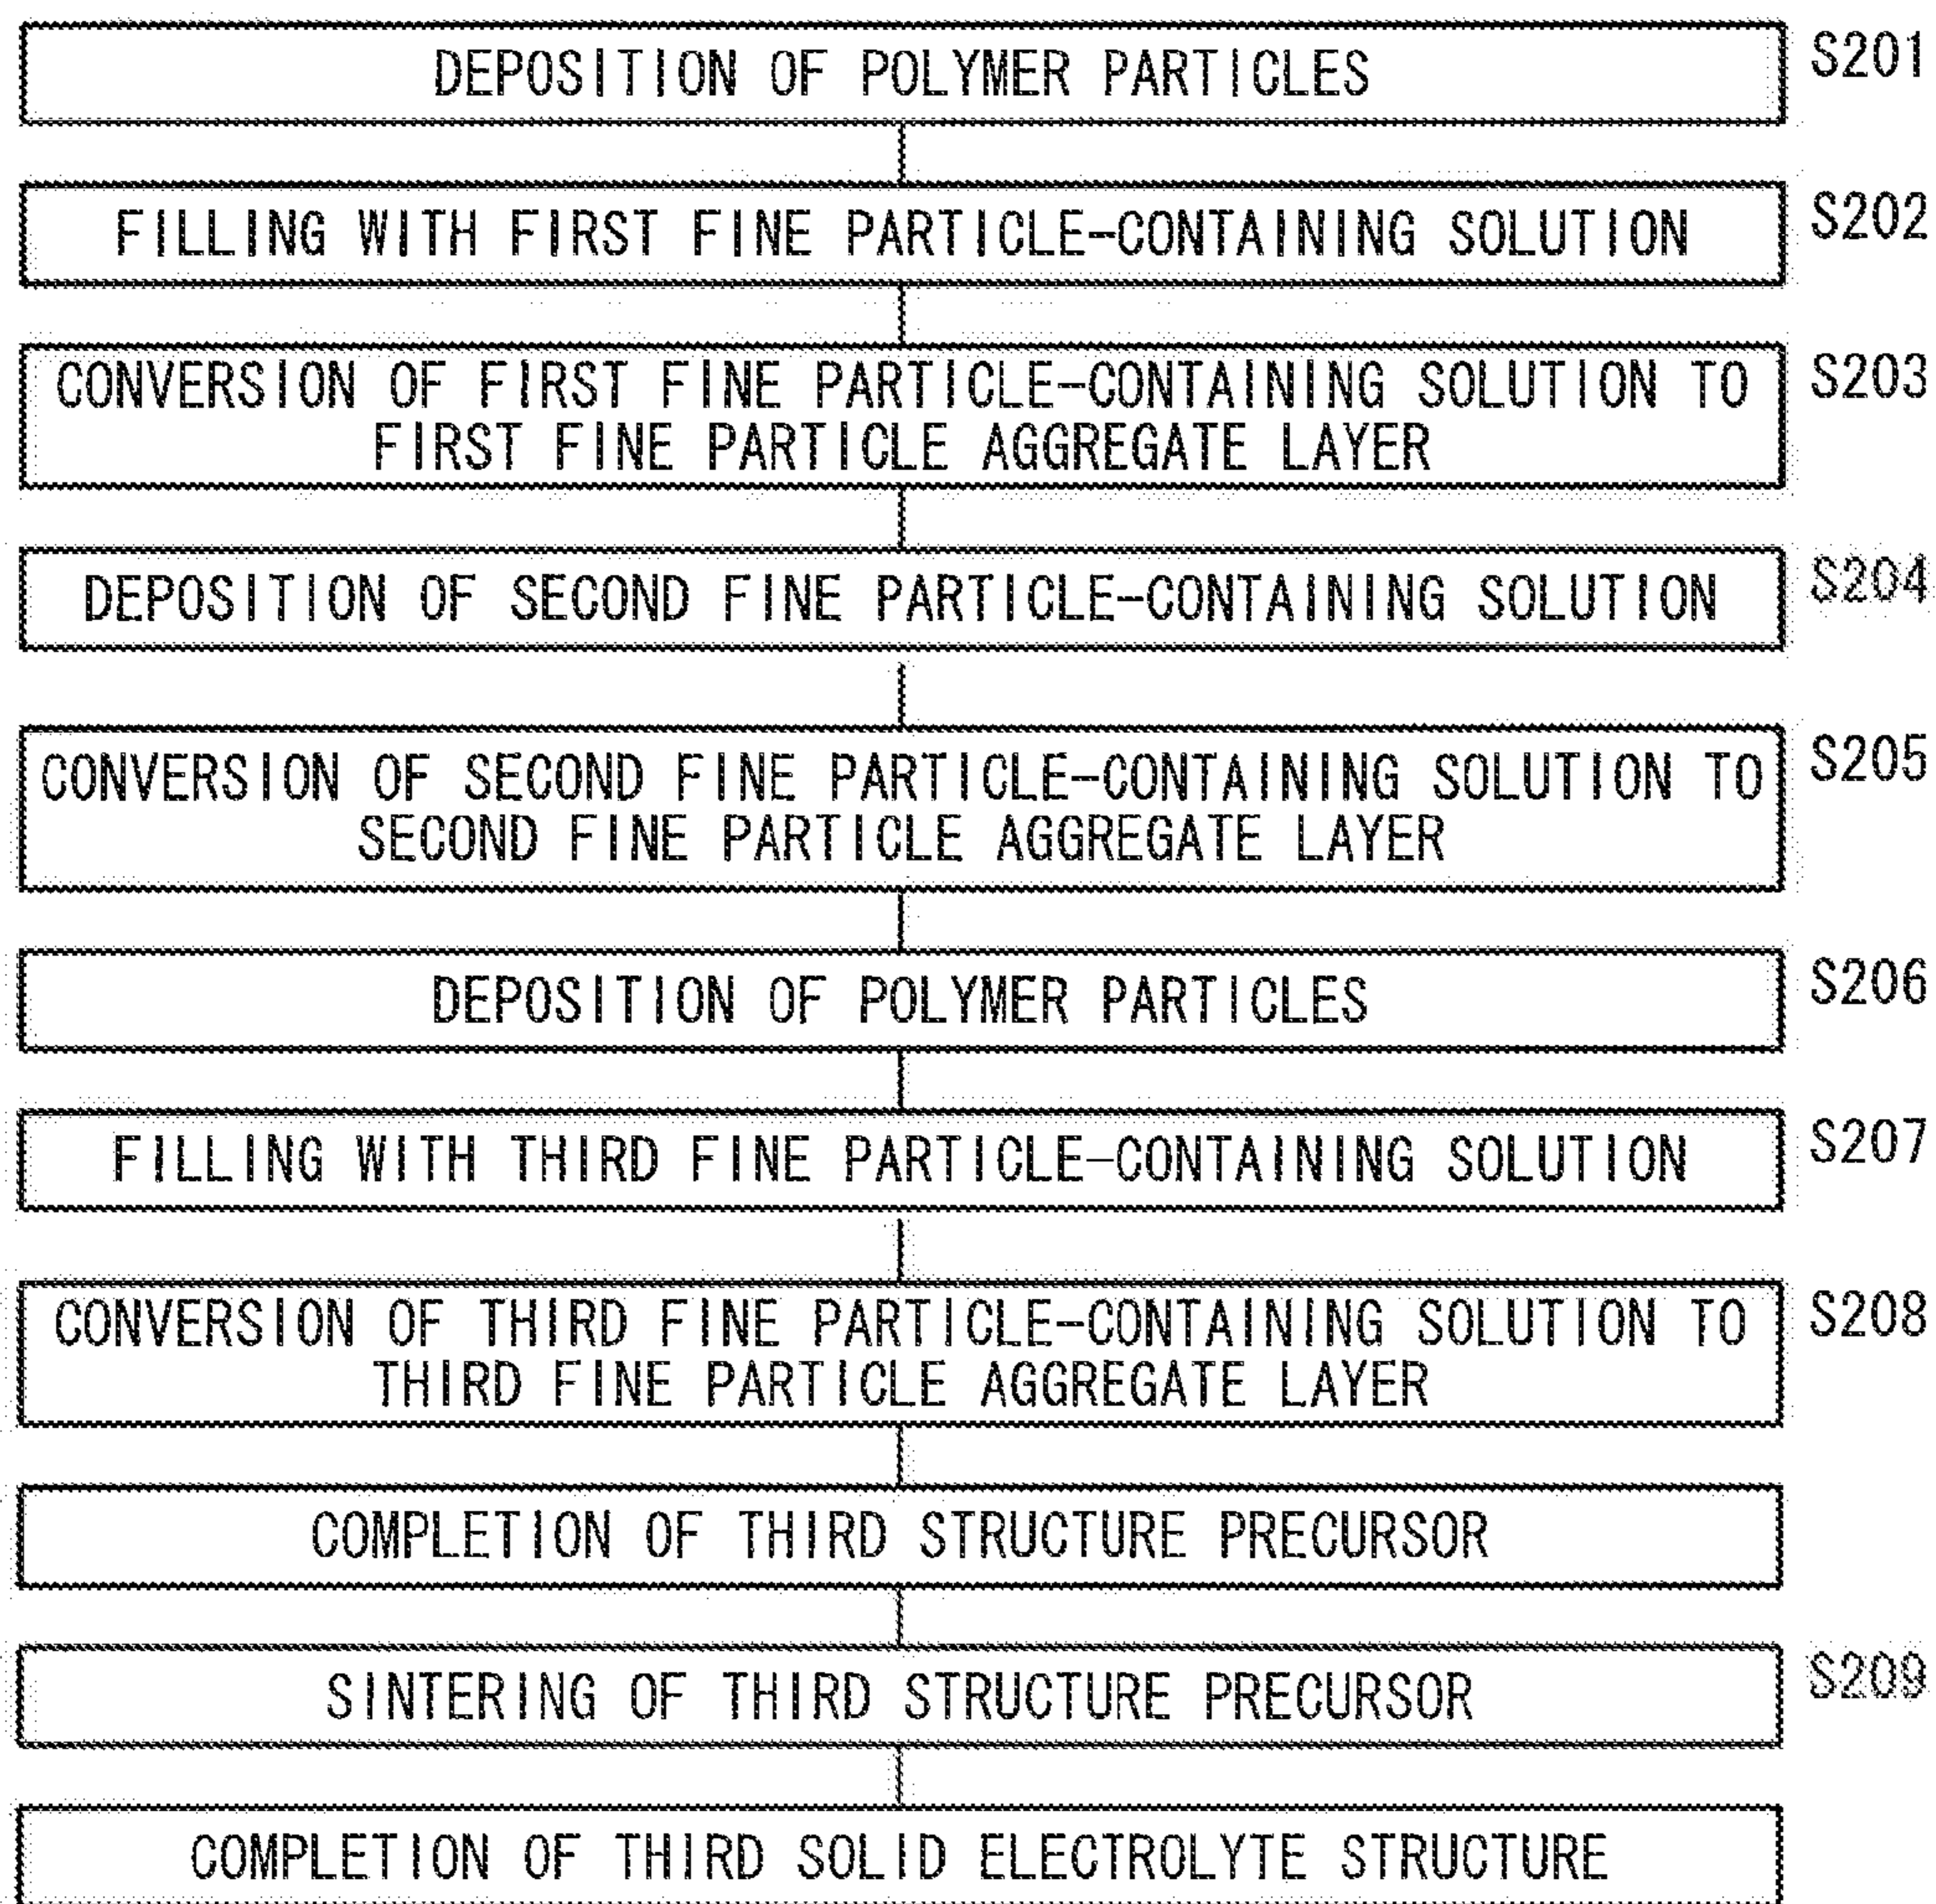 DEPOSITION OF POLYMER PARTICLES S201
FILLING WITH FIRST FINE PARTICLE-CONTAINING SOLUTION S202
CONVERSION OF FIRST FINE PARTICLE-CONTAINING SOLUTION TO S203
FIRST FINE PARTICLE AGGREGATE LAYER
DEPOSITION OF SECOND FINE PARTICLE-CONTAINING SOLUTION S204
CONVERSION OF SECOND FINE PARTICLE-CONTAINING SOLUTION TO S205
SECOND FINE PARTICLE AGGREGATE LAYER
DEPOSITION OF POLYMER PARTICLES S206
FILLING WITH THIRD FINE PARTICLE-CONTAINING SOLUTION S207
CONVERSION OF THIRD FINE PARTICLE-CONTAINING SOLUTION TO S208
THIRD FINE PARTICLE AGGREGATE LAYER
COMPLETION OF THIRD STRUCTURE PRECURSOR
SINTERING OF THIRD STRUCTURE PRECURSOR S209
COMPLETION OF THIRD SOLID ELECTROLYTE STRUCTURE